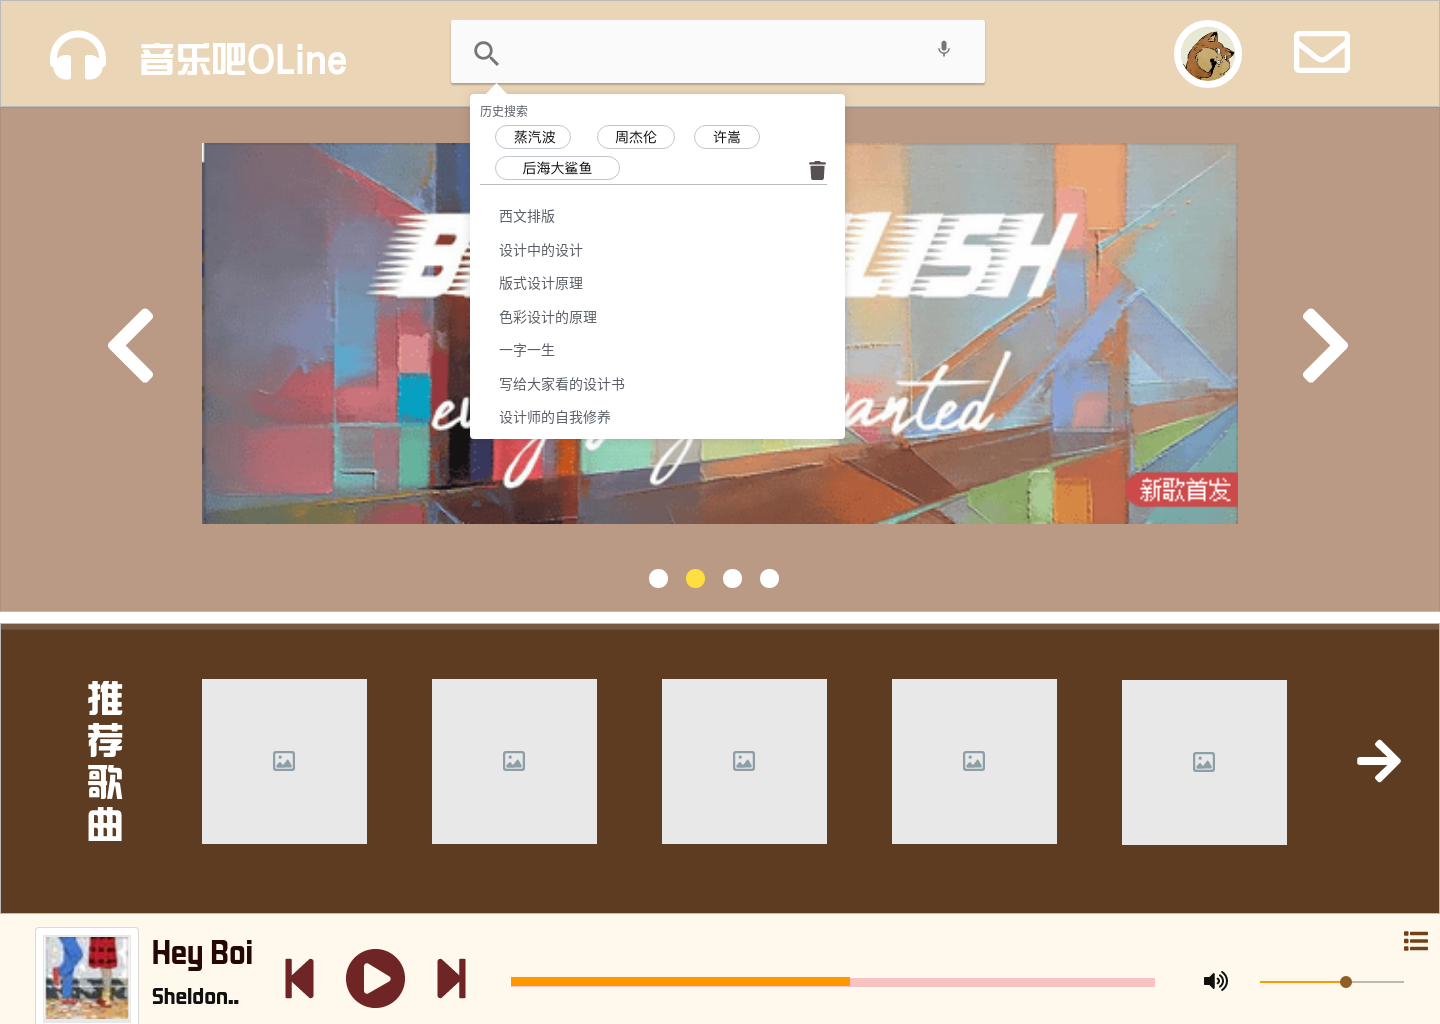 音乐吧OLine
历史搜索
蒸汽波 周杰伦 许嵩
后海大鲨鱼
西文排版
设计中的设计
版式设计原理
色彩设计的原理
一字一生
写给大家看的设计书
设计师的自我修养
LISH
wanted
新歌首发
推荐歌曲
Hey Boi
Sheldon..